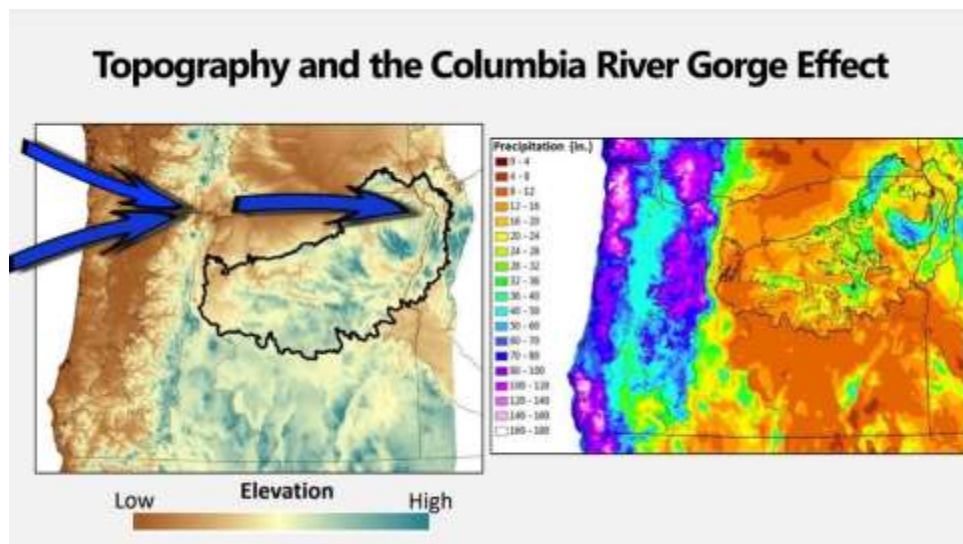 Topography and the Columbia River Gorge Effect
Precipitation (in.)
0 - 4
4 - 8
8 - 12
12 - 16
16 - 20
20 - 24
24 - 28
28 - 32
32 - 36
36 - 40
40 - 50
50 - 60
60 - 70
70 - 80
80 - 100
100 - 120
120 - 140
140 - 160
160 - 180
Elevation
Low
High